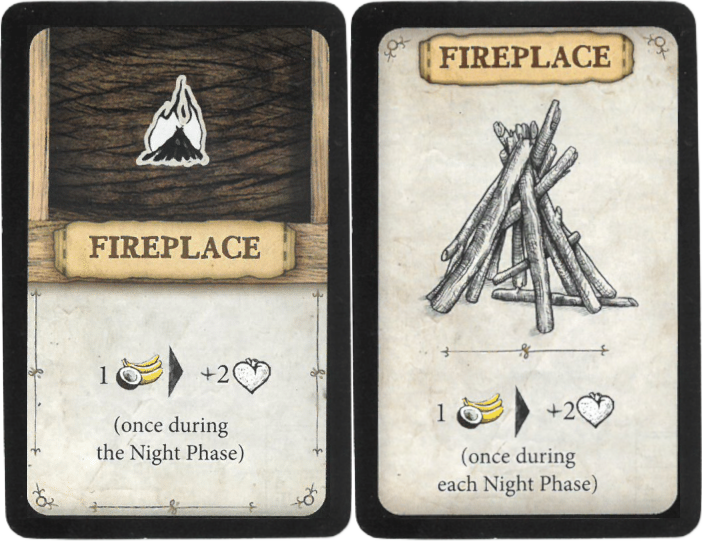 FIREPLACE
1 +2
(once during
the Night Phase)
FIREPLACE
1 +2
(once during
each Night Phase)